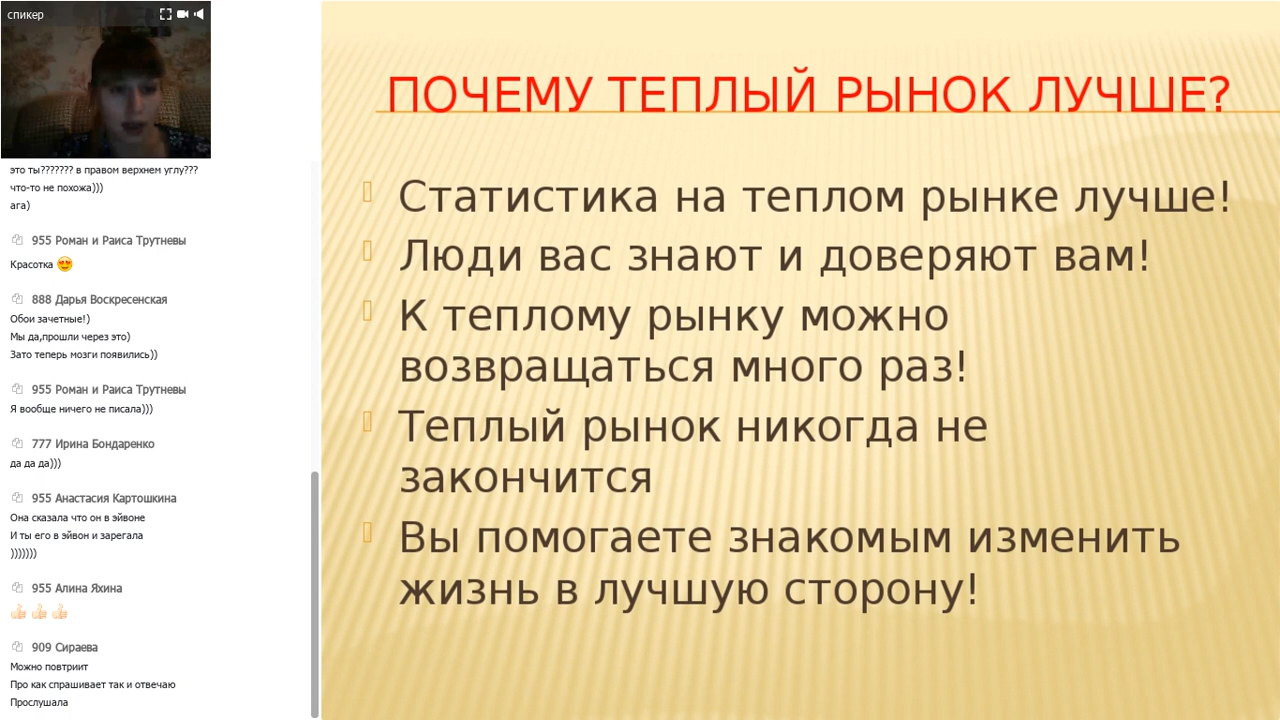 спикер
это ты??????? в правом верхнем углу???
что-то не похожа)))
ага)
955 Роман и Раиса Трутневы
Красотка
888 Дарья Воскресенская
Обои зачетные!)
Мы да,прошли через это)
Зато теперь мозги появились))
955 Роман и Раиса Трутневы
Я вообще ничего не писала)))
777 Ирина Бондаренко
да да да)))
955 Анастасия Картошкина
Она сказала что он в эйвоне
И ты его в эйвон и зарегала
)))))))
955 Алина Яхина
909 Сираева
Можно повтриит
Про как спрашивает так и отвечаю
Прослушала
ПОЧЕМУ ТЕПЛЫЙ РЫНОК ЛУЧШЕ?
Статистика на теплом рынке лучше!
Люди вас знают и доверяют вам!
К теплому рынку можно
возвращаться много раз!
Теплый рынок никогда не
закончится
Вы помогаете знакомым изменить
жизнь в лучшую сторону!